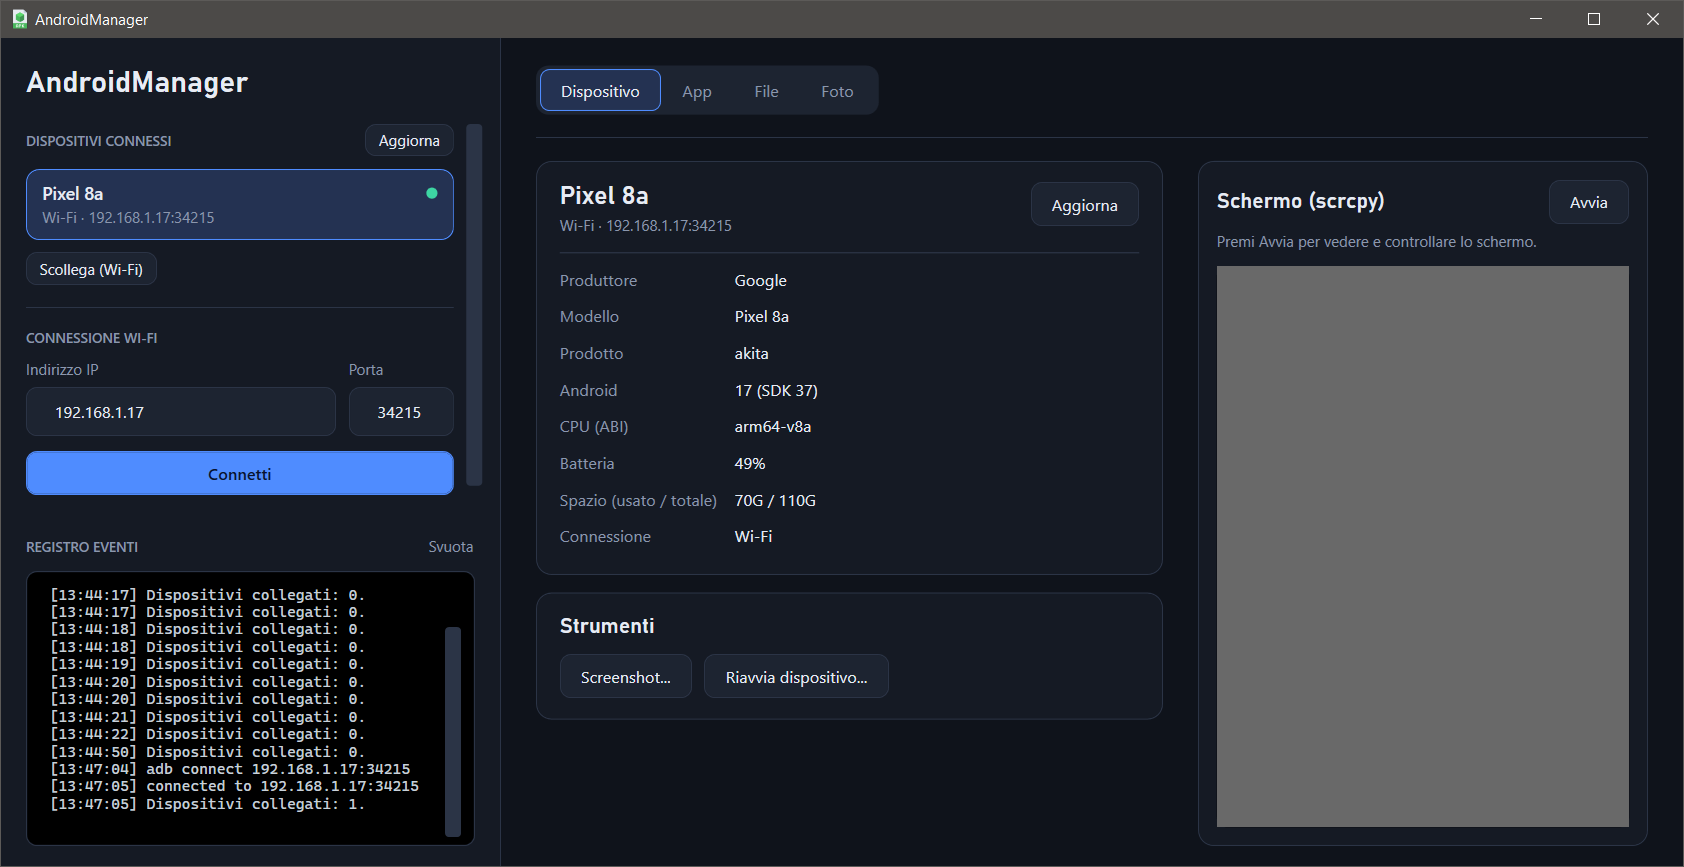 AndroidManager
AndroidManager
DISPOSITIVI CONNESSI
Aggiorna
Pixel 8a
Wi-Fi · 192.168.1.17:34215
Scollega (Wi-Fi)
CONNESSIONE WI-FI
Indirizzo IP
Porta
192.168.1.17
34215
Connetti
REGISTRO EVENTI
Svuota
[13:44:17] Dispositivi collegati: 0.
[13:44:17] Dispositivi collegati: 0.
[13:44:18] Dispositivi collegati: 0.
[13:44:18] Dispositivi collegati: 0.
[13:44:19] Dispositivi collegati: 0.
[13:44:20] Dispositivi collegati: 0.
[13:44:20] Dispositivi collegati: 0.
[13:44:21] Dispositivi collegati: 0.
[13:44:22] Dispositivi collegati: 0.
[13:44:50] Dispositivi collegati: 0.
[13:47:04] adb connect 192.168.1.17:34215
[13:47:05] connected to 192.168.1.17:34215
[13:47:05] Dispositivi collegati: 1.
Dispositivo
App
File
Foto
Pixel 8a
Wi-Fi · 192.168.1.17:34215
Aggiorna
Produttore Google
Modello Pixel 8a
Prodotto akita
Android 17 (SDK 37)
CPU (ABI) arm64-v8a
Batteria 49%
Spazio (usato / totale) 70G / 110G
Connessione Wi-Fi
Strumenti
Screenshot...
Riavvia dispositivo...
Schermo (scrcpy)
Avvia
Premi Avvia per vedere e controllare lo schermo.